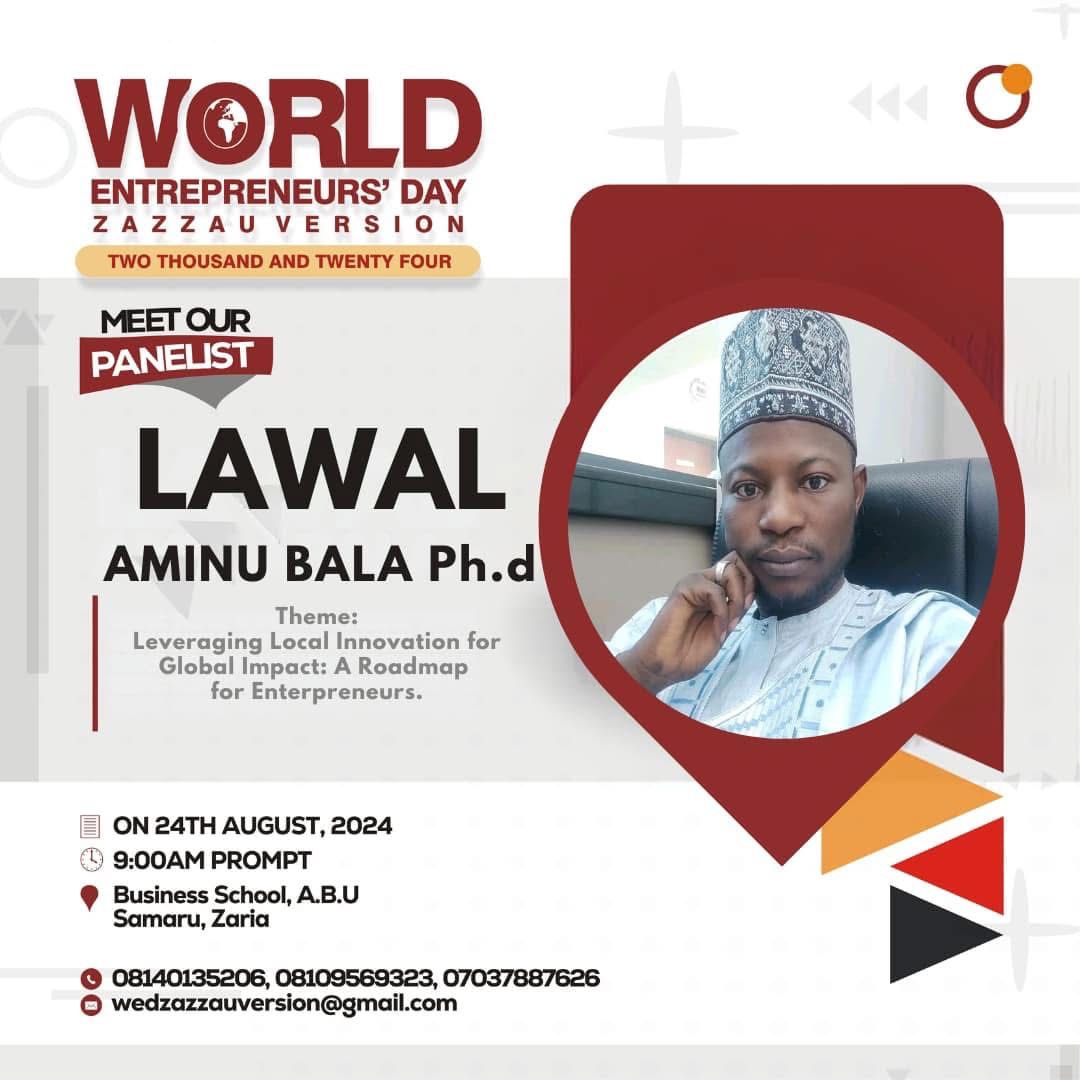 WORLD
ENTREPRENEURS' DAY
ZAZZAU VERSION
TWO THOUSAND AND TWENTY FOUR
MEET OUR
PANELIST
LAWAL
AMINU BALA Ph.d
Theme:
Leveraging Local Innovation for
Global Impact: A Roadmap
for Enterpreneurs.
ON 24TH AUGUST, 2024
9:00AM PROMPT
Business School, A.B.U
Samaru, Zaria
08140135206, 08109569323, 07037887626
wedzazzauversion@gmail.com